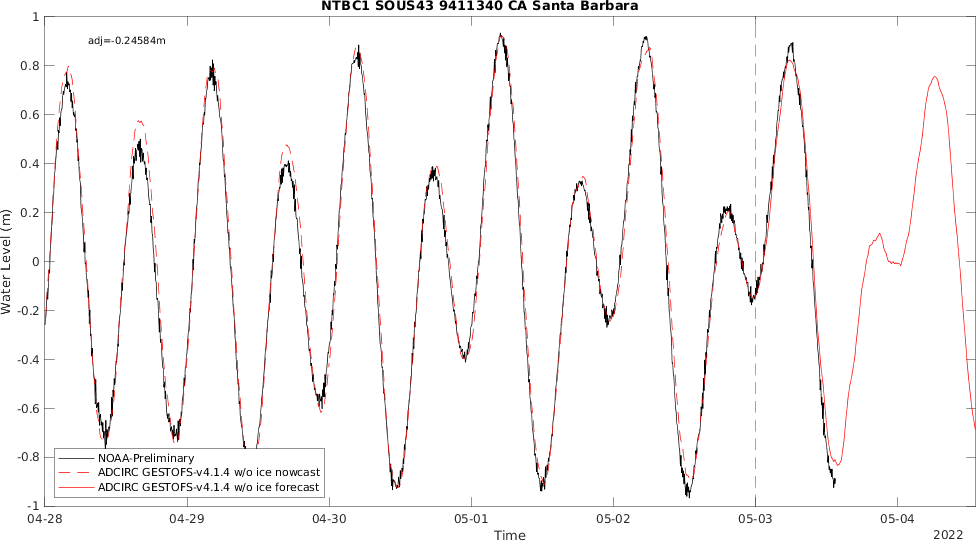 NTBC1 SOUS43 9411340 CA Santa Barbara
adj=-0.24584m
1
0.8
0.6
0.4
0.2
0
-0.2
-0.4
-0.6
-0.8
-1
Water Level (m)
NOAA-Preliminary
ADCIRC GESTOFS-v4.1.4 w/o ice nowcast
ADCIRC GESTOFS-v4.1.4 w/o ice forecast
04-28 04-29 04-30 05-01 05-02 05-03 05-04
Time
2022